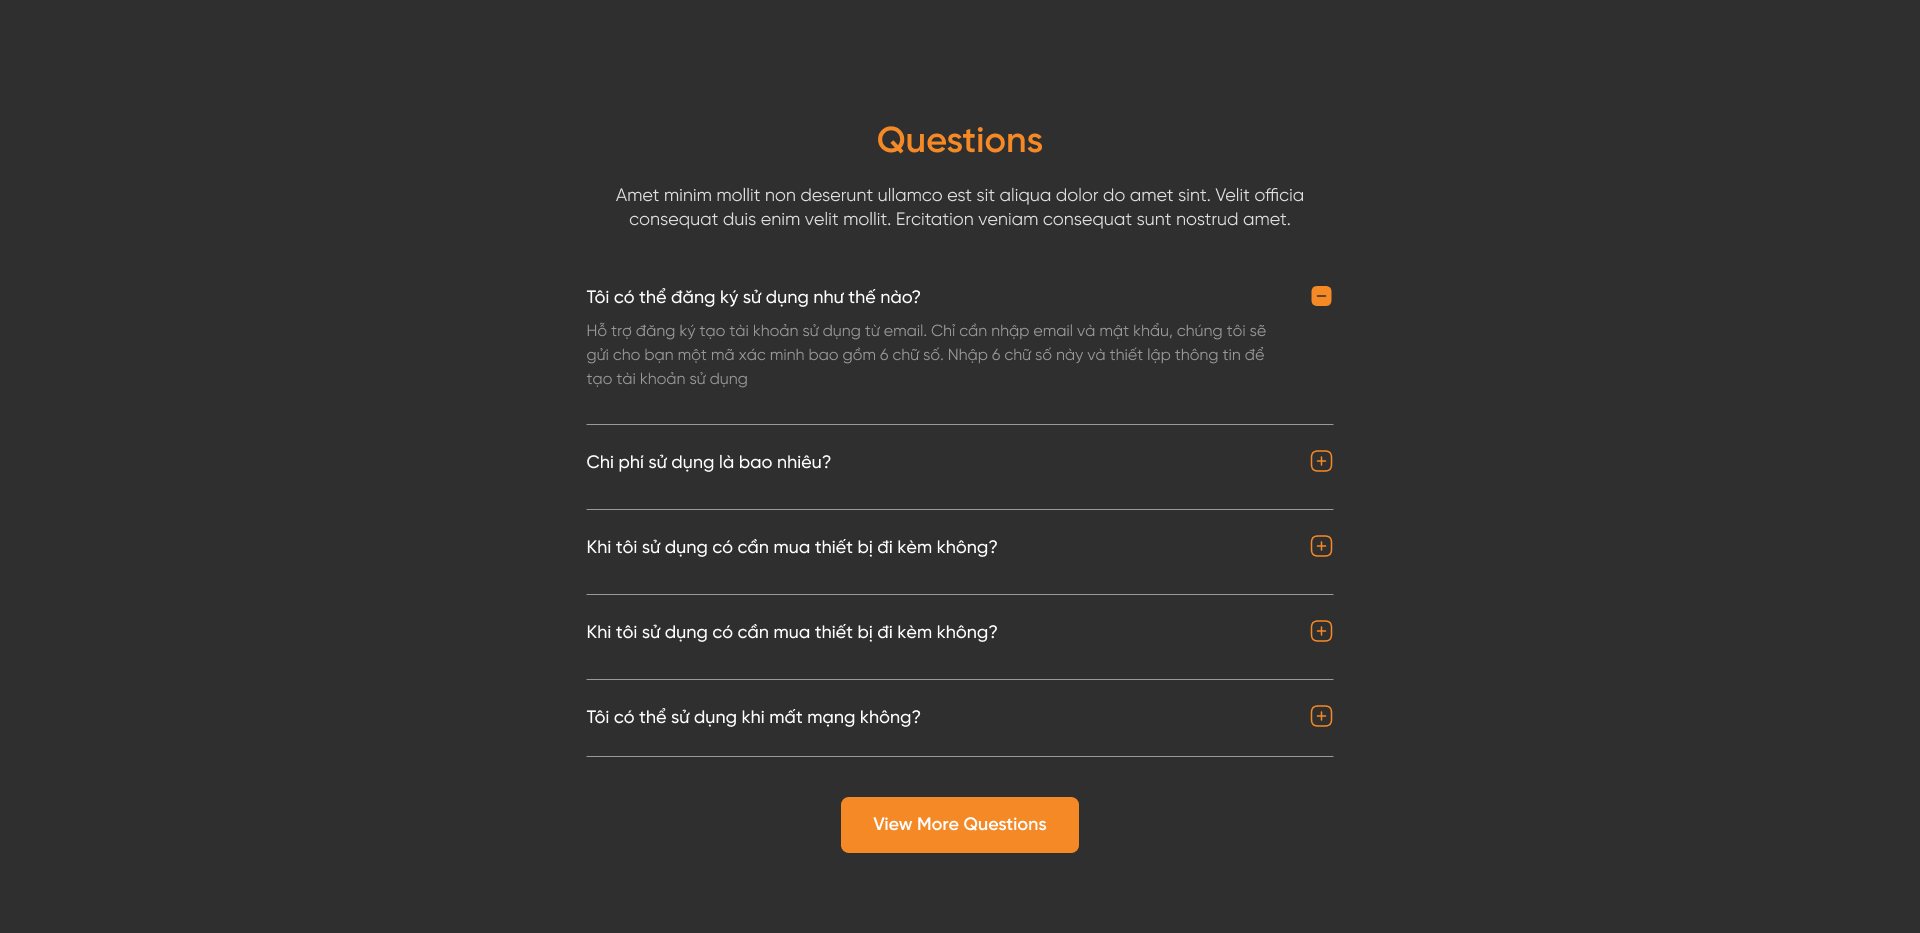 Questions
Amet minim mollit non deserunt ullamco est sit aliqua dolor do amet sint. Velit officia
consequat duis enim velit mollit. Ercitation veniam consequat sunt nostrud amet.
Tôi có thể đăng ký sử dụng như thế nào?
Hỗ trợ đăng ký tạo tài khoản sử dụng từ email. Chỉ cần nhập email và mật khẩu, chúng tôi sẽ
gửi cho bạn một mã xác minh bao gồm 6 chữ số. Nhập 6 chữ số này và thiết lập thông tin để
tạo tài khoản sử dụng
Chi phí sử dụng là bao nhiêu?
Khi tôi sử dụng có cần mua thiết bị đi kèm không?
Khi tôi sử dụng có cần mua thiết bị đi kèm không?
Tôi có thể sử dụng khi mất mạng không?
View More Questions